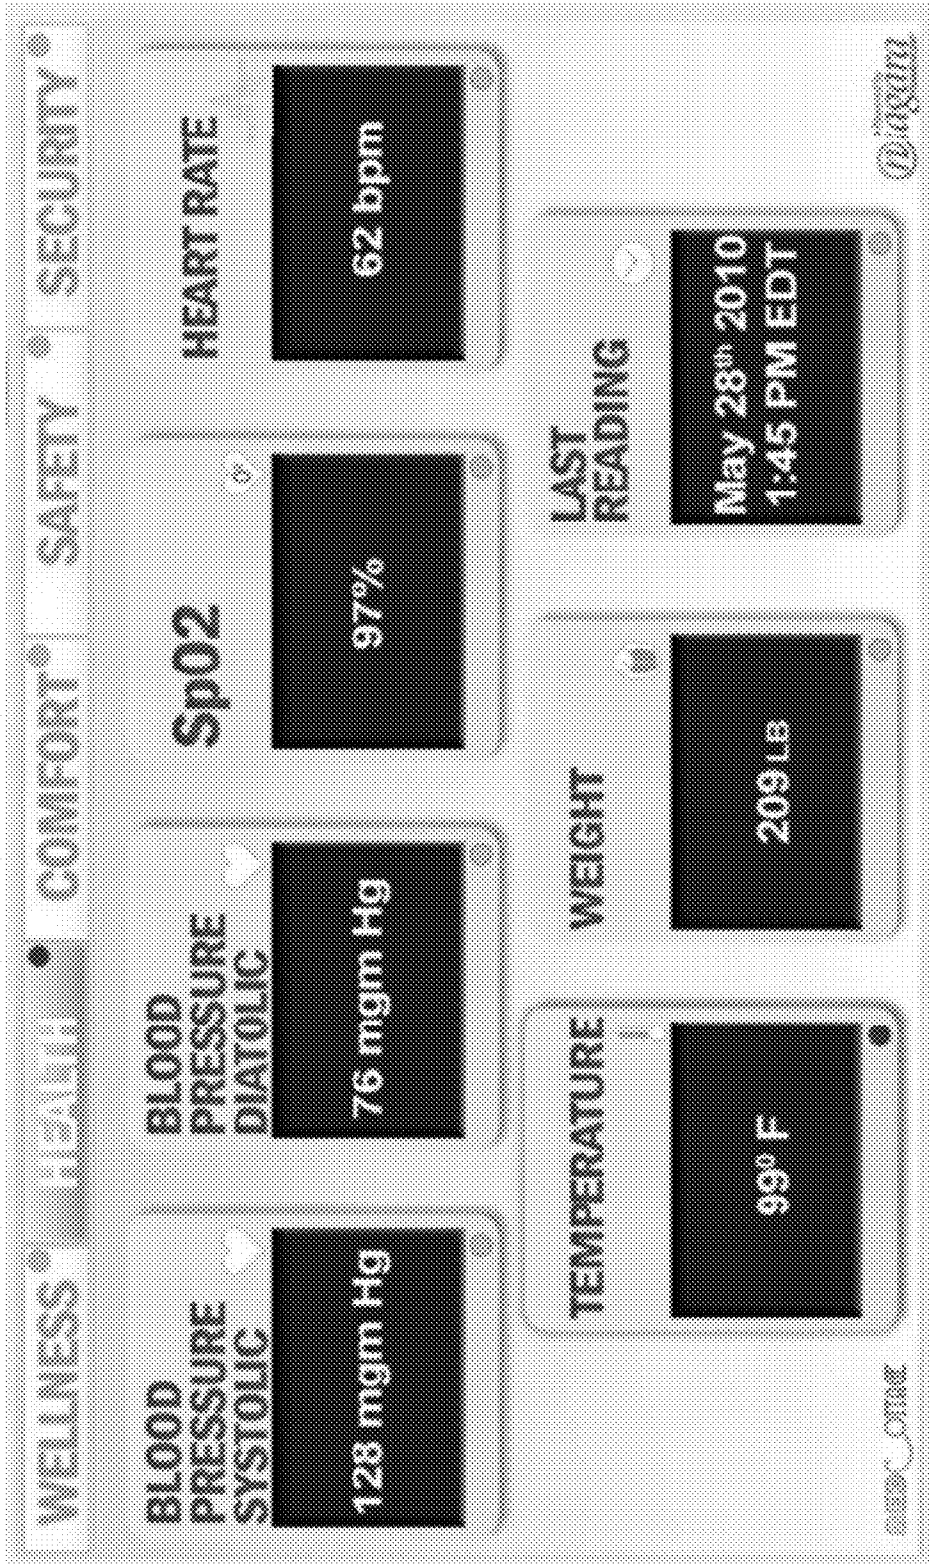 WELLNESS
HEALTH
COMFORT
SAFETY
SECURITY
BLOOD
PRESSURE
SYSTOLIC
128 mgm Hg
BLOOD
PRESSURE
DIATOLIC
76 mgm Hg
SpO2
97%
HEART RATE
62 bpm
TEMPERATURE
99º F
WEIGHT
209 LB
LAST
READING
May 28th 2010
1:45 PM EDT